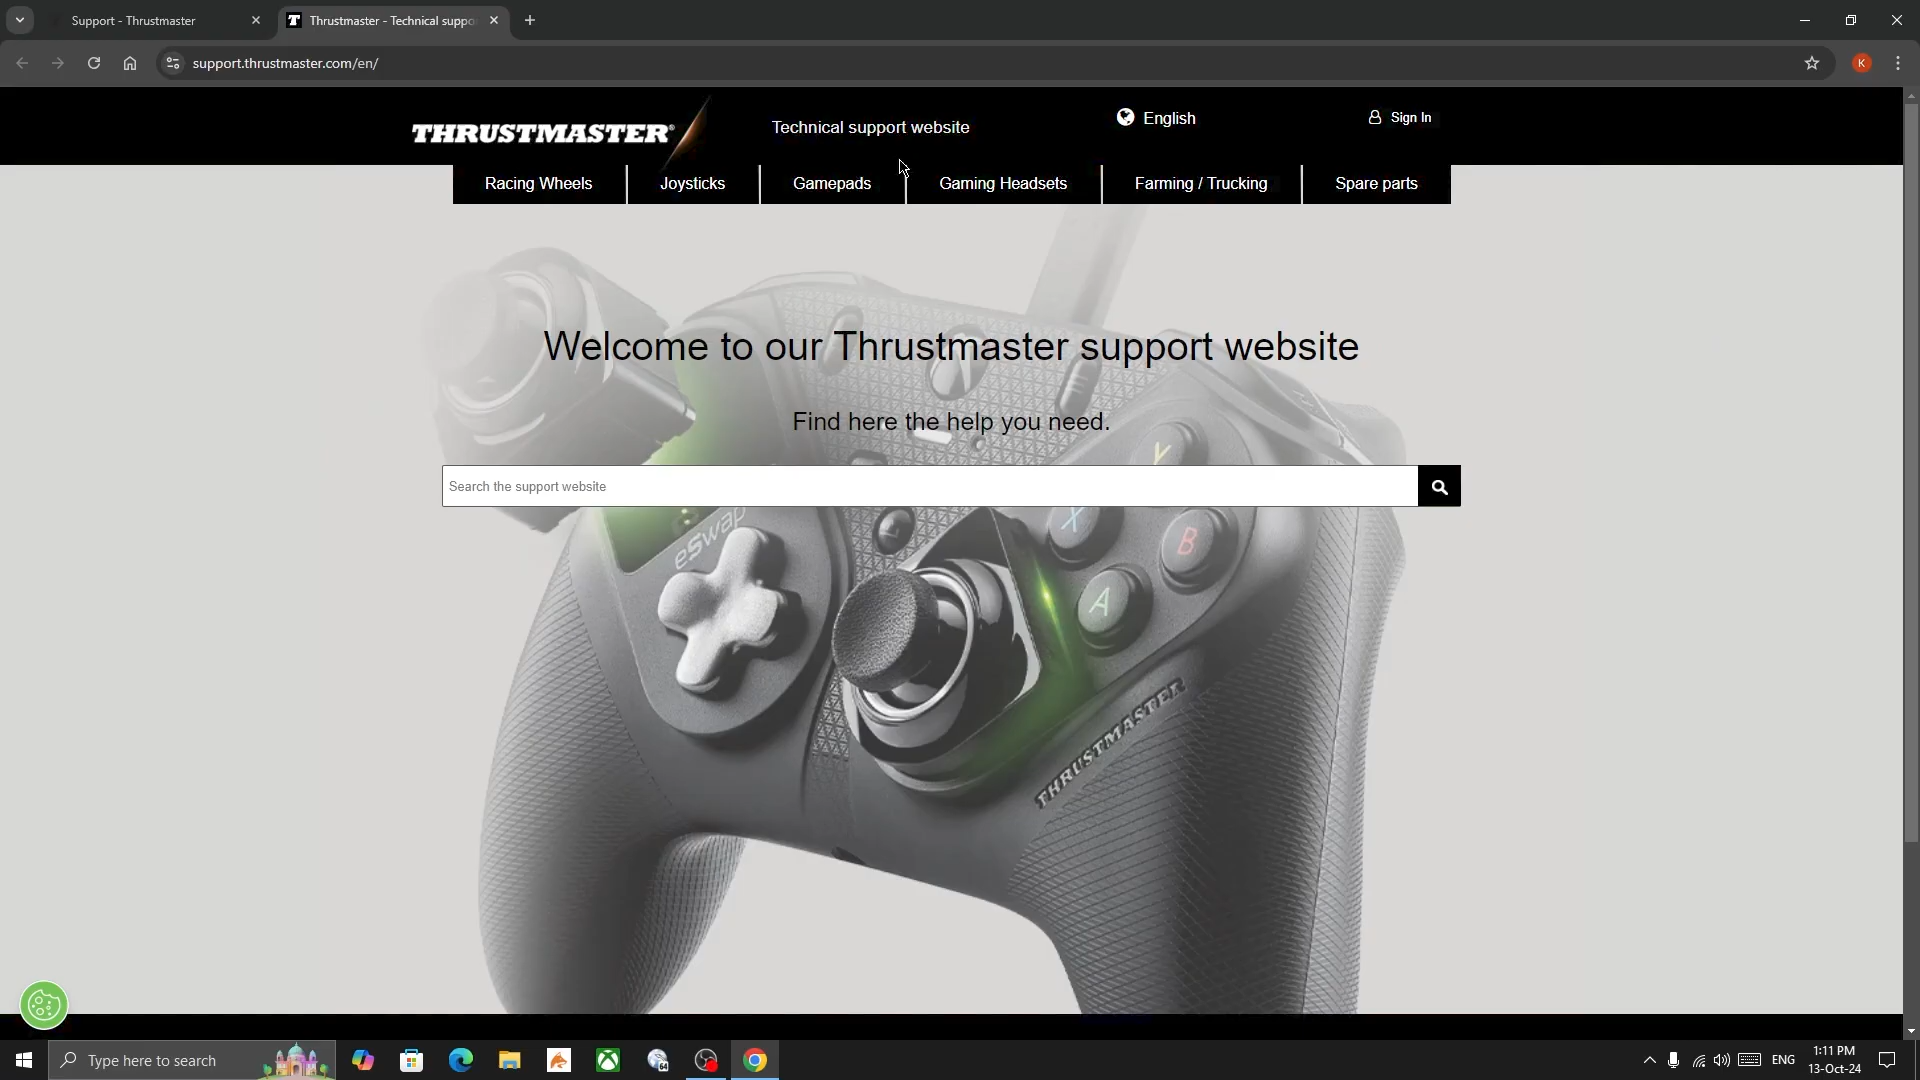 Support - Thrustmaster
Thrustmaster - Technical suppo
support.thrustmaster.com/en/
K
THRUSTMASTER®
Technical support website
English
Sign In
Racing Wheels
Joysticks
Gamepads
Gaming Headsets
Farming / Trucking
Spare parts
Welcome to our Thrustmaster support website
Find here the help you need.
Search the support website
eswap
Y
X
B
A
THRUSTMASTER
Type here to search
64
ENG
1:11 PM
13-Oct-24